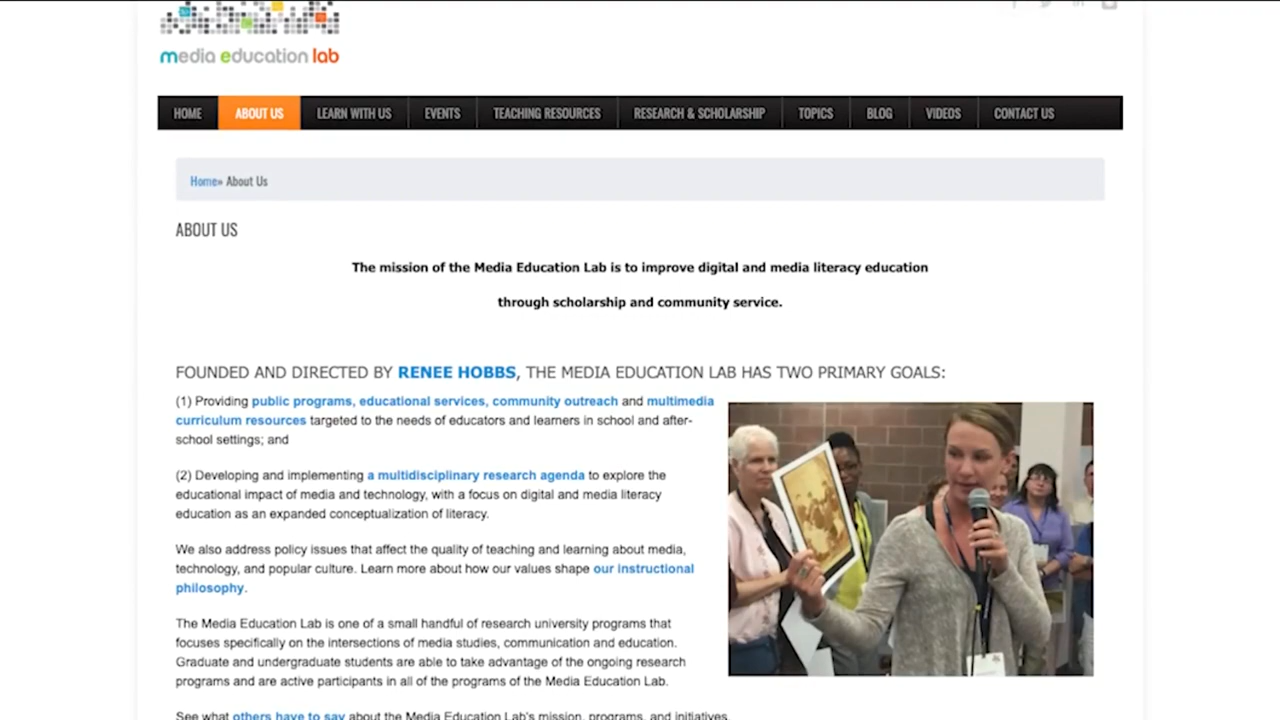 media education lab
HOME ABOUT US LEARN WITH US EVENTS TEACHING RESOURCES RESEARCH & SCHOLARSHIP TOPICS BLOG VIDEOS CONTACT US
Home» About Us
ABOUT US
The mission of the Media Education Lab is to improve digital and media literacy education
through scholarship and community service.
FOUNDED AND DIRECTED BY RENEE HOBBS, THE MEDIA EDUCATION LAB HAS TWO PRIMARY GOALS:
(1) Providing public programs, educational services, community outreach and multimedia
curriculum resources targeted to the needs of educators and learners in school and after-
school settings; and
(2) Developing and implementing a multidisciplinary research agenda to explore the
educational impact of media and technology, with a focus on digital and media literacy
education as an expanded conceptualization of literacy.
We also address policy issues that affect the quality of teaching and learning about media,
technology, and popular culture. Learn more about how our values shape our instructional
philosophy.
The Media Education Lab is one of a small handful of research university programs that
focuses specifically on the intersections of media studies, communication and education.
Graduate and undergraduate students are able to take advantage of the ongoing research
programs and are active participants in all of the programs of the Media Education Lab.
See what others have to say about the Media Education Lab's mission, programs, and initiatives.